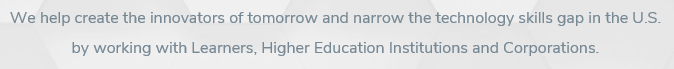 We help create the innovators of tomorrow and narrow the technology skills gap in the U.S.
by working with Learners, Higher Education Institutions and Corporations.